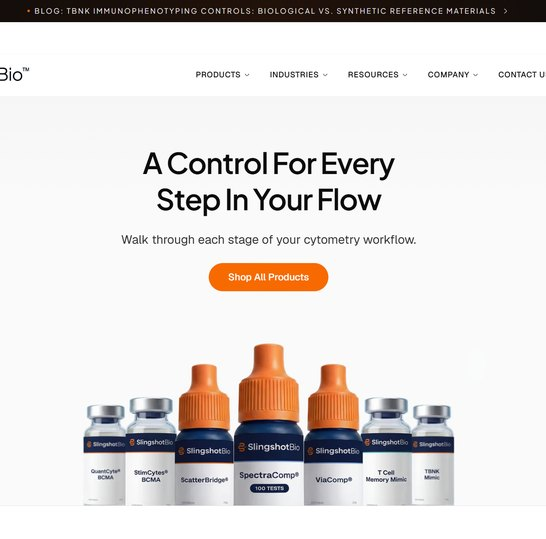 • BLOG: TBNK IMMUNOPHENOTYPING CONTROLS: BIOLOGICAL VS. SYNTHETIC REFERENCE MATERIALS >
Bio™
PRODUCTS
INDUSTRIES
RESOURCES
COMPANY
CONTACT U
A Control For Every
Step In Your Flow
Walk through each stage of your cytometry workflow.
Shop All Products
SlingshotBio
QuantCyte®
BCMA
SlingshotBio
StimCytes®
BCMA
SlingshotBio
ScatterBridge®
SlingshotBio
SpectraComp®
100 TESTS
SlingshotBio
ViaComp®
SlingshotBio
T Cell
Memory Mimic
SlingshotBio
TBNK
Mimic